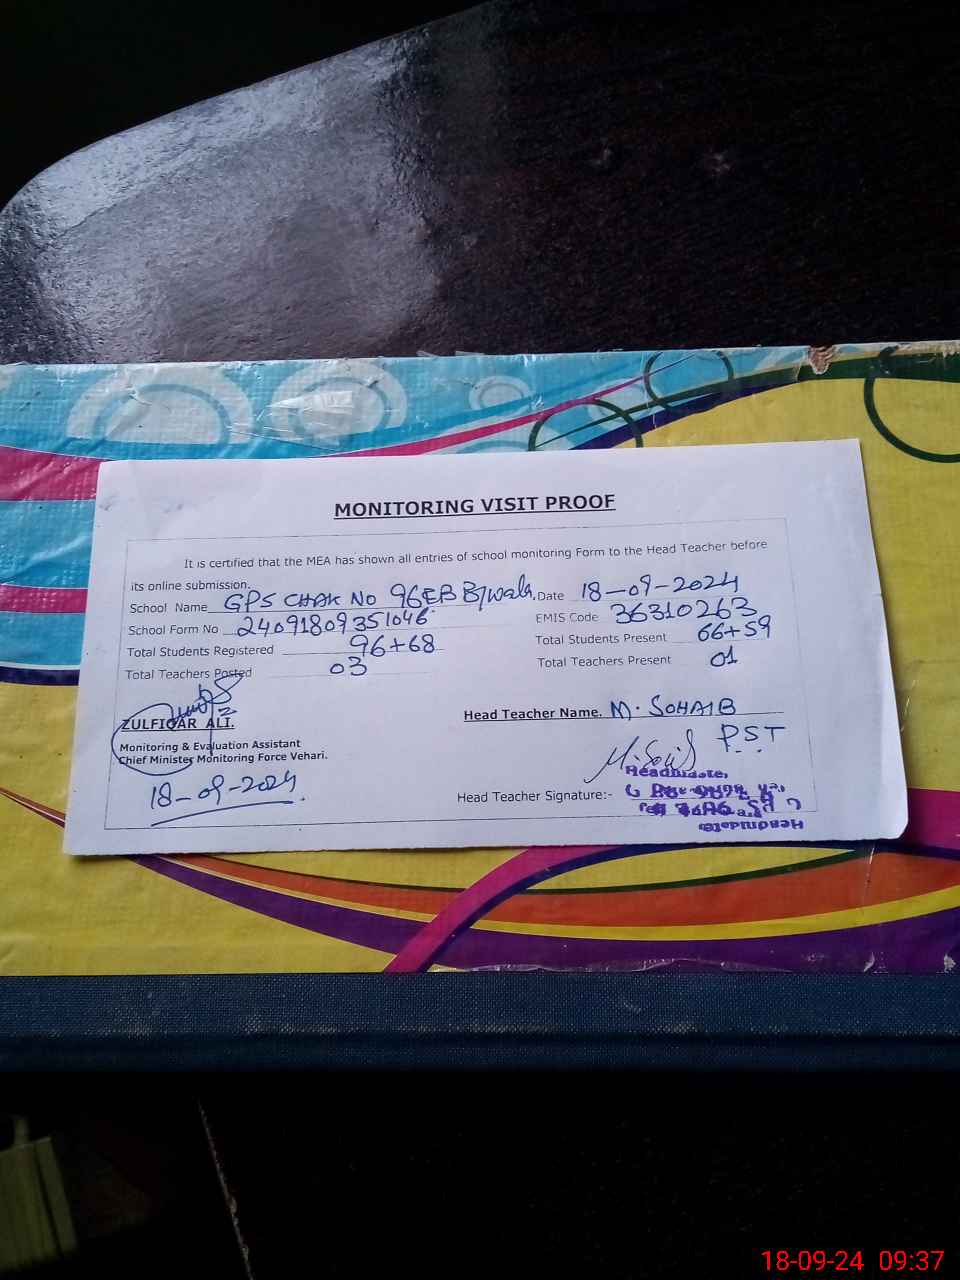 MONITORING VISIT PROOF
It is certified that the MEA has shown all entries of school monitoring Form to the Head Teacher before
its online submission.
School Name GPS CHAK NO 96EB B/wala. Date 18-09-2024
School Form No 24091809351046 EMIS Code 36310263
Total Students Registered 96+68 Total Students Present 66+59
Total Teachers Posted 03 Total Teachers Present 01
ZULFIQAR ALI. Head Teacher Name. M. SOHAIB
P.S.T
Monitoring & Evaluation Assistant
Chief Minister Monitoring Force Vehari.
18-09-2024.
Head Teacher Signature:-
18-09-24 09:37